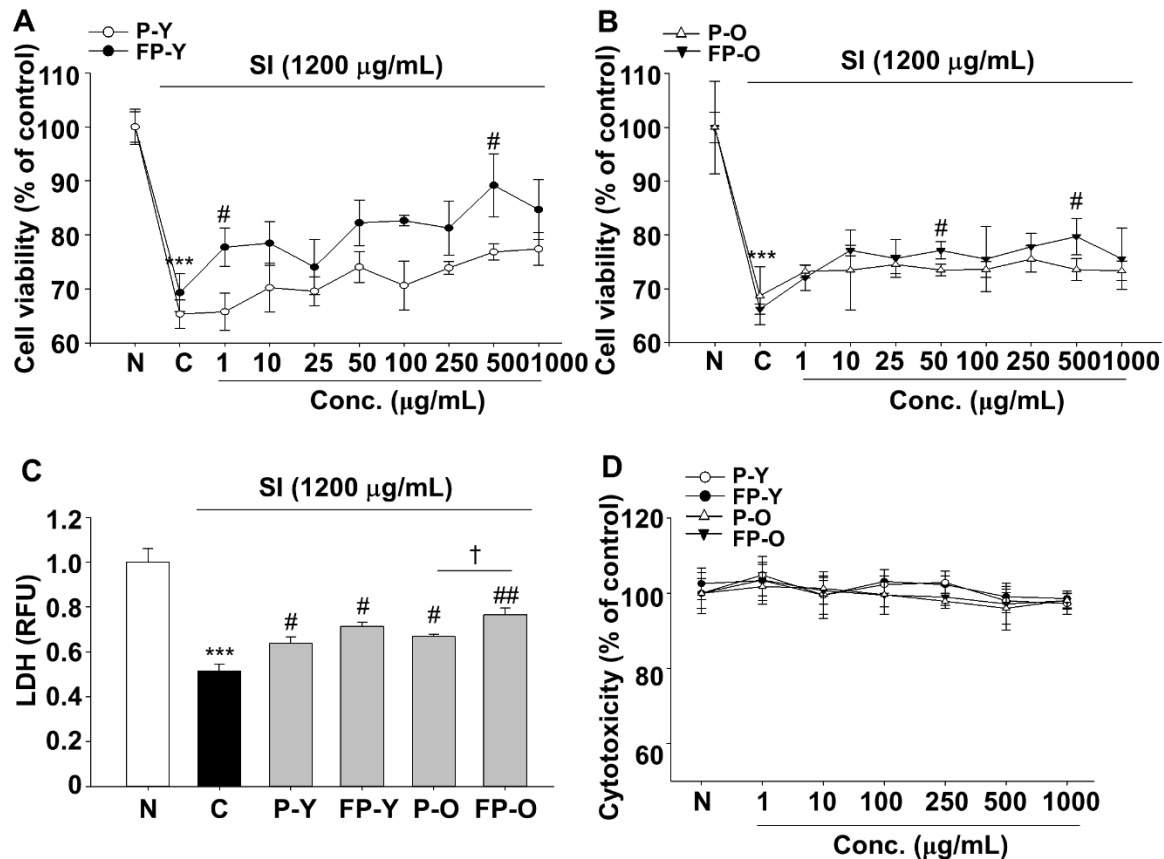 A
P-Y
FP-Y
SI (1200 μg/mL)
Cell viability (% of control)
110
100
90
80
70
60
***
#
#
N C 1 10 25 50 100 250 500 1000
Conc. (μg/mL)
B
P-O
FP-O
SI (1200 μg/mL)
Cell viability (% of control)
110
100
90
80
70
60
***
#
#
N C 1 10 25 50 100 250 500 1000
Conc. (μg/mL)
C
SI (1200 μg/mL)
LDH (RFU)
1.2
1.0
0.8
0.6
0.4
0.2
0
***
#
#
#
†
##
N C P-Y FP-Y P-O FP-O
D
P-Y
FP-Y
P-O
FP-O
Cytotoxicity (% of control)
120
100
80
60
N 1 10 100 250 500 1000
Conc. (μg/mL)